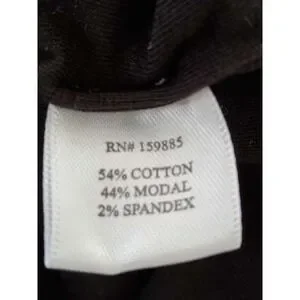 RN# 159885
54% COTTON
44% MODAL
2% SPANDEX